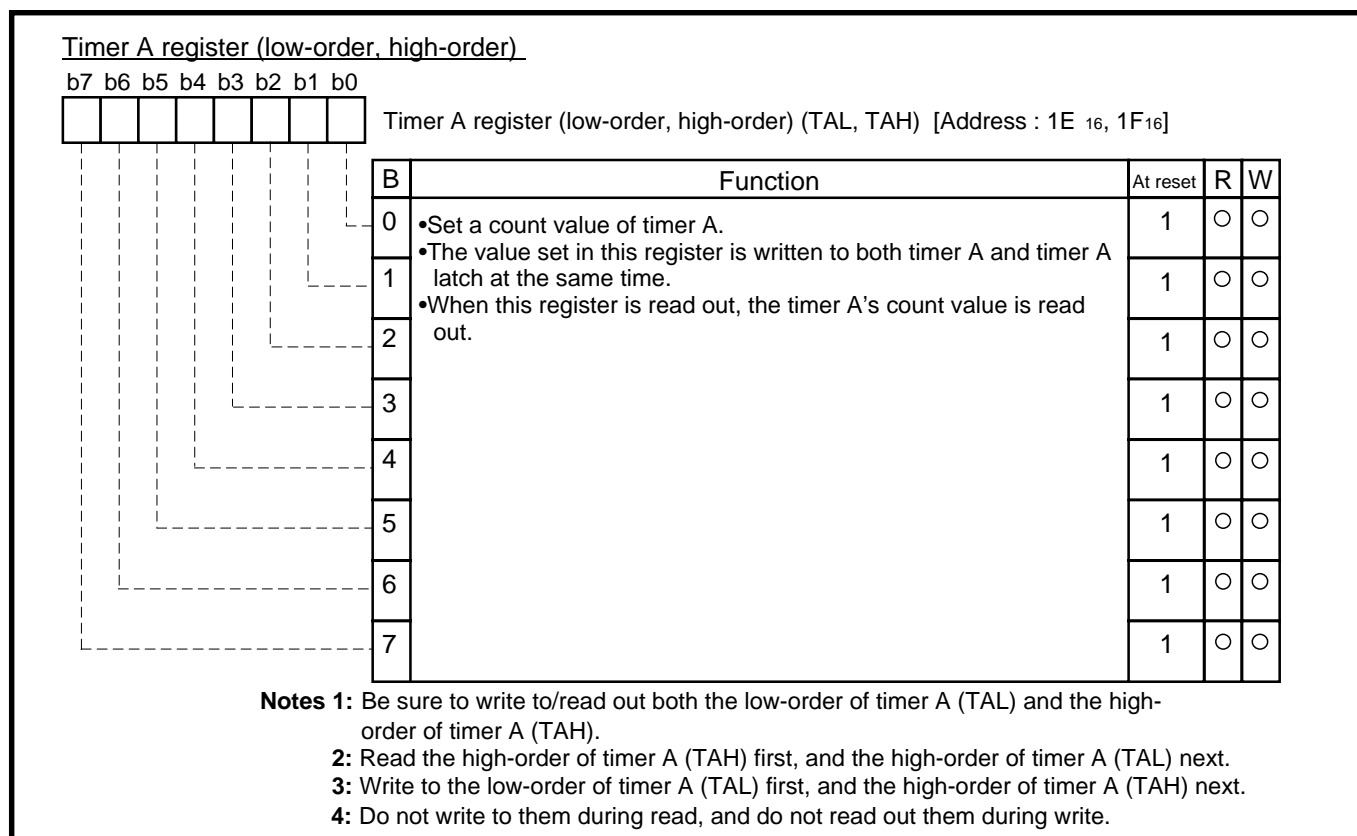 Timer A register (low-order, high-order)
b7 b6 b5 b4 b3 b2 b1 b0
Timer A register (low-order, high-order) (TAL, TAH) [Address : 1E 16, 1F16]
B Function At reset R W
0 •Set a count value of timer A. 1 ○ ○
•The value set in this register is written to both timer A and timer A
1 latch at the same time. 1 ○ ○
•When this register is read out, the timer A’s count value is read
2 out. 1 ○ ○
3 1 ○ ○
4 1 ○ ○
5 1 ○ ○
6 1 ○ ○
7 1 ○ ○
Notes 1: Be sure to write to/read out both the low-order of timer A (TAL) and the high-
order of timer A (TAH).
2: Read the high-order of timer A (TAH) first, and the high-order of timer A (TAL) next.
3: Write to the low-order of timer A (TAL) first, and the high-order of timer A (TAH) next.
4: Do not write to them during read, and do not read out them during write.